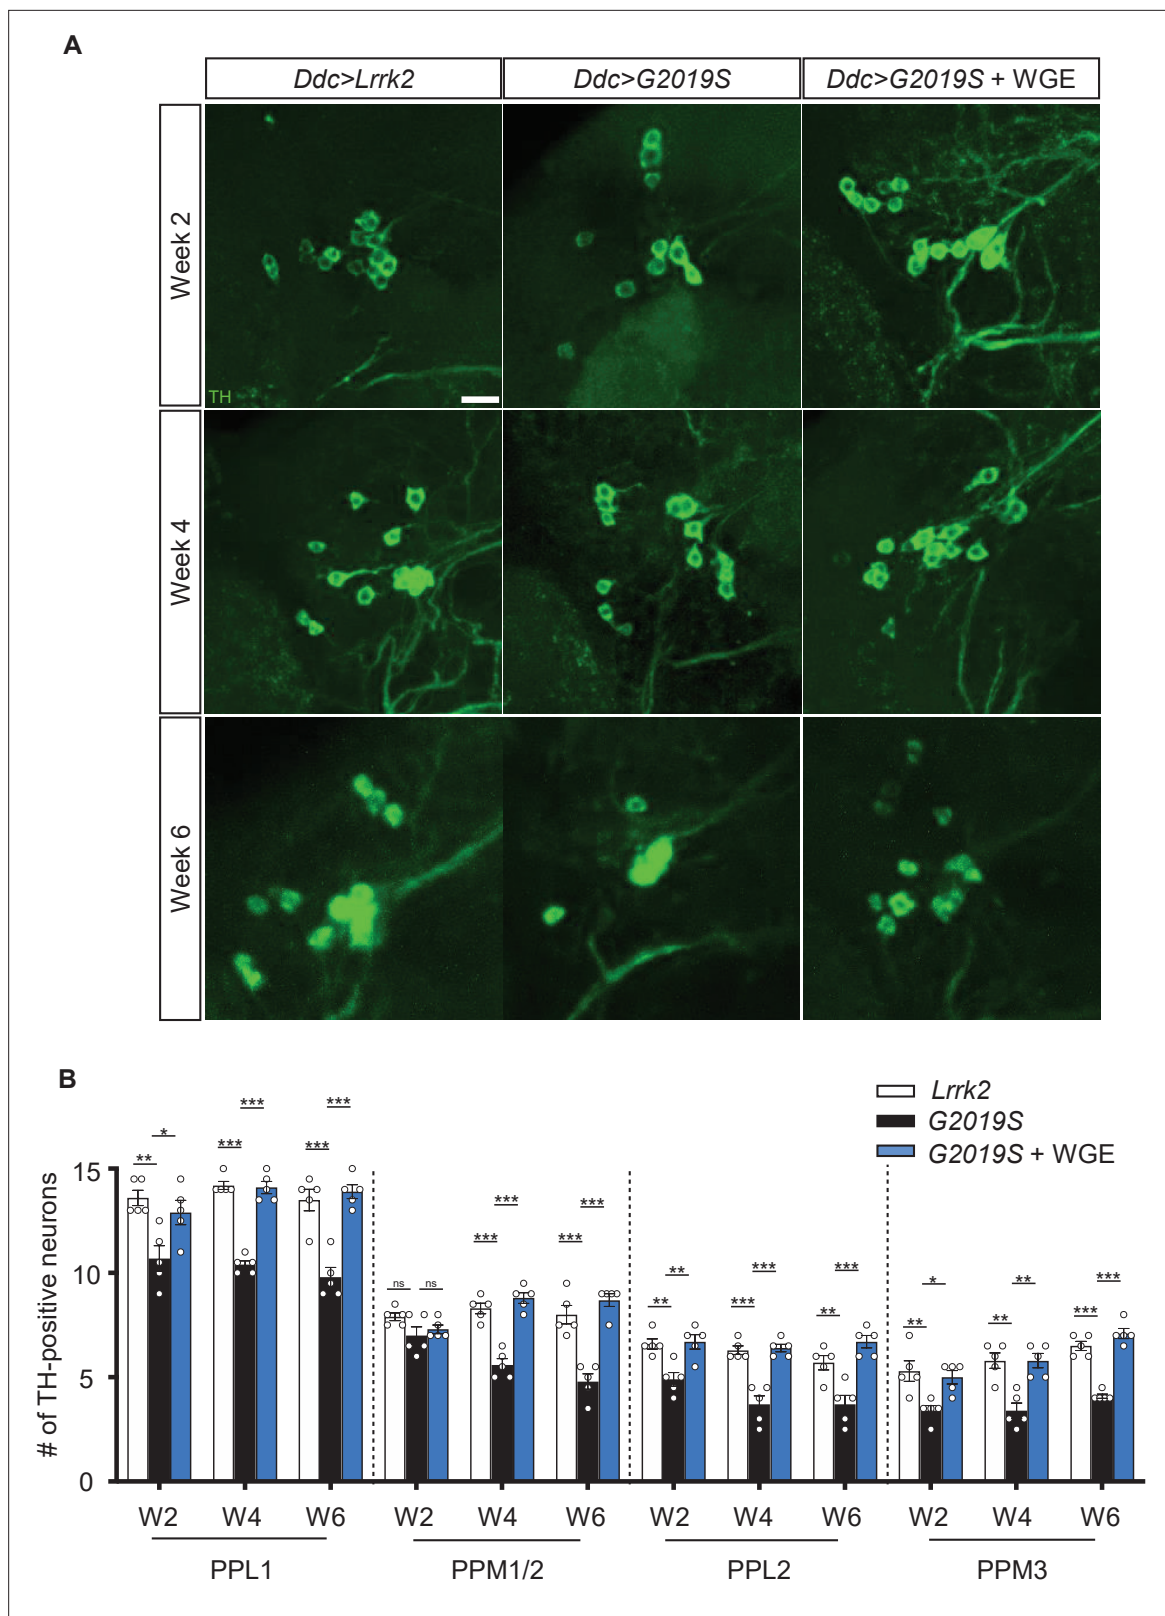 A
Ddc>Lrrk2 Ddc>G2019S Ddc>G2019S + WGE
Week 2
TH
Week 4
Week 6
B
Lrrk2
G2019S
G2019S + WGE
# of TH-positive neurons
15
10
5
0
** * *** *** *** ***
ns ns *** *** *** ***
** ** *** *** ** ***
** * ** ** *** ***
W2 W4 W6 W2 W4 W6 W2 W4 W6 W2 W4 W6
PPL1 PPM1/2 PPL2 PPM3